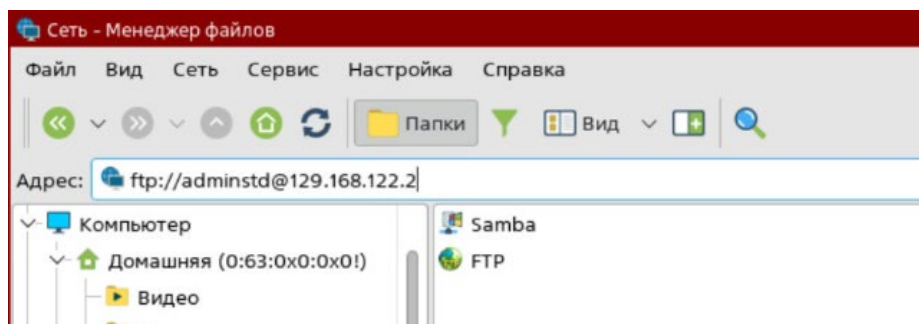 Сеть - Менеджер файлов
Файл Вид Сеть Сервис Настройка Справка
Папки Вид
Адрес: ftp://adminstd@129.168.122.2
Компьютер
Samba
Домашняя (0:63:0x0:0x0!)
FTP
Видео